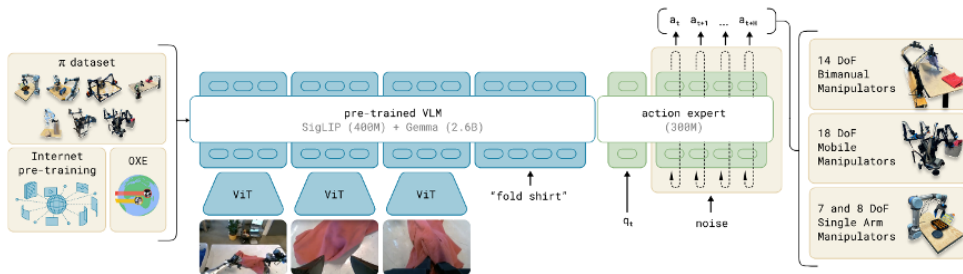 π dataset
Internet
pre-training
OXE
pre-trained VLM
SigLIP (400M) + Gemma (2.6B)
ViT
ViT
ViT
"fold shirt"
action expert
(300M)
qt
noise
at
at+1
...
at+H
14 DoF
Bimanual
Manipulators
18 DoF
Mobile
Manipulators
7 and 8 DoF
Single Arm
Manipulators